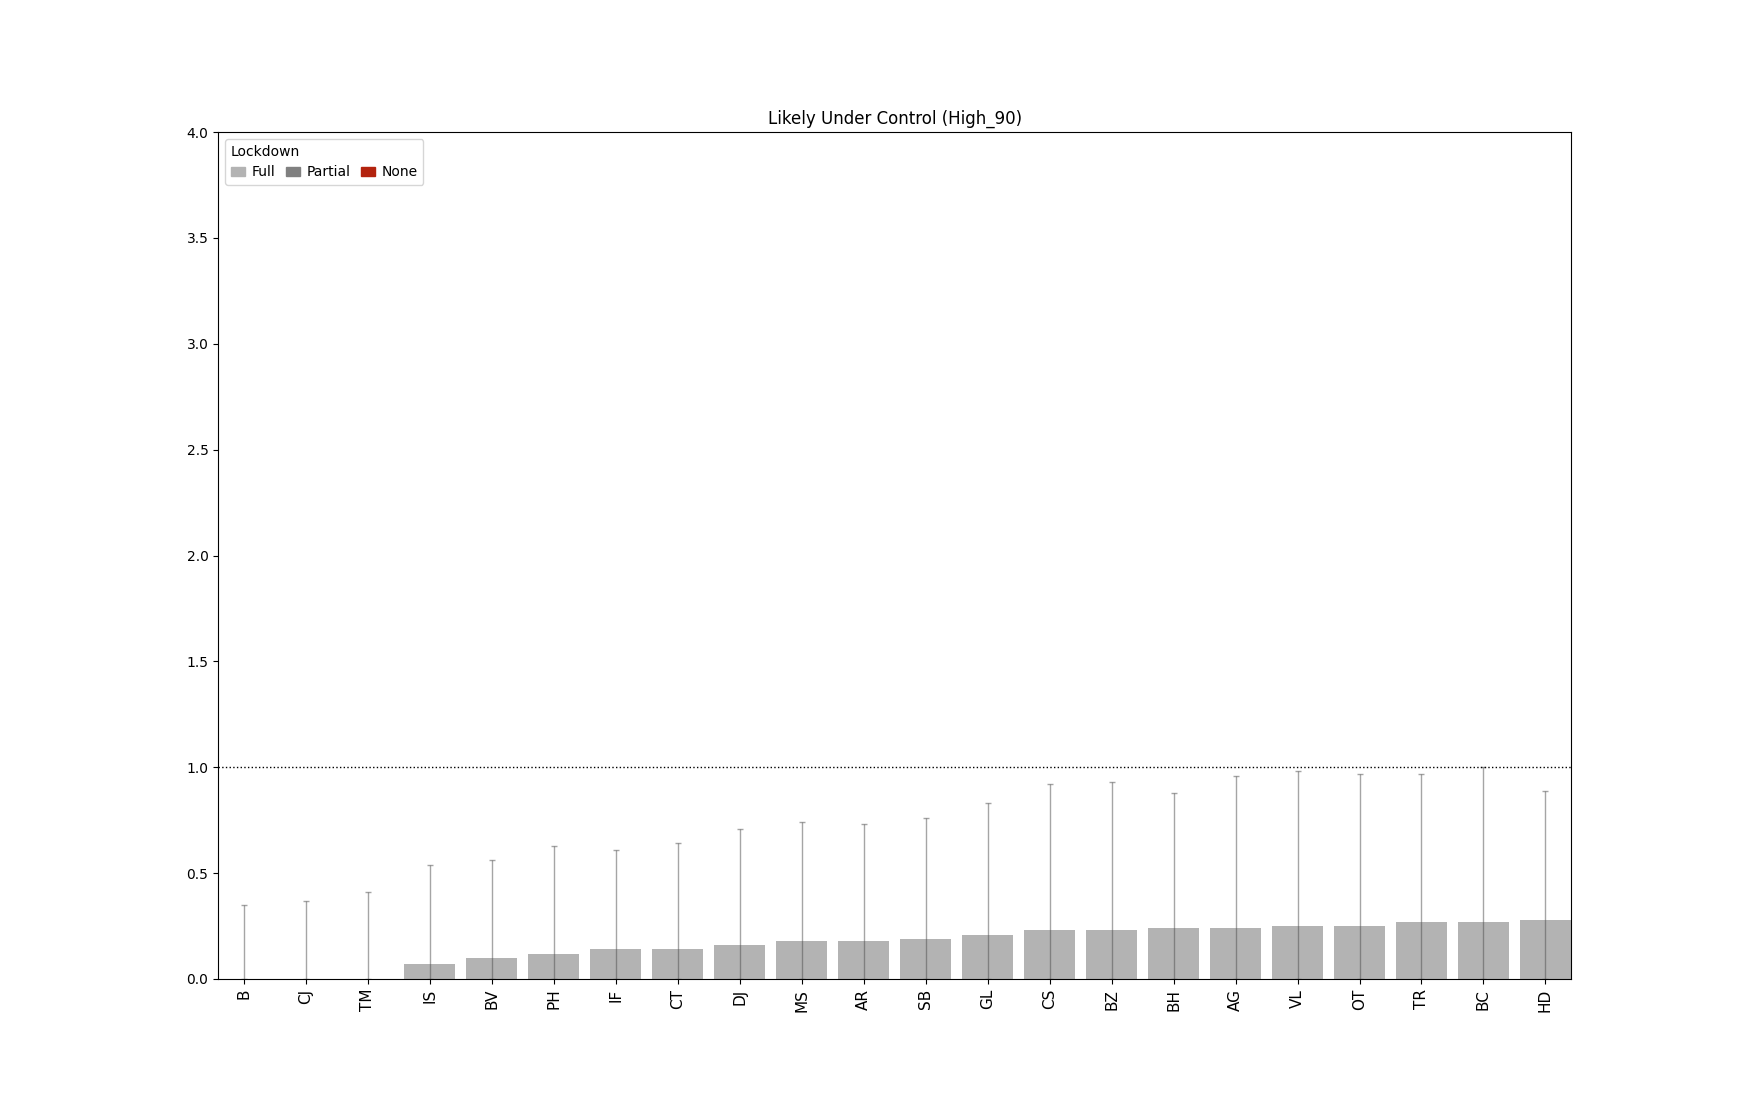 Likely Under Control (High_90)
4.0
Lockdown
Full Partial None
3.5
3.0
2.5
2.0
1.5
1.0
0.5
0.0
B CJ TM IS BV PH IF CT DJ MS AR SB GL CS BZ BH AG VL OT TR BC HD